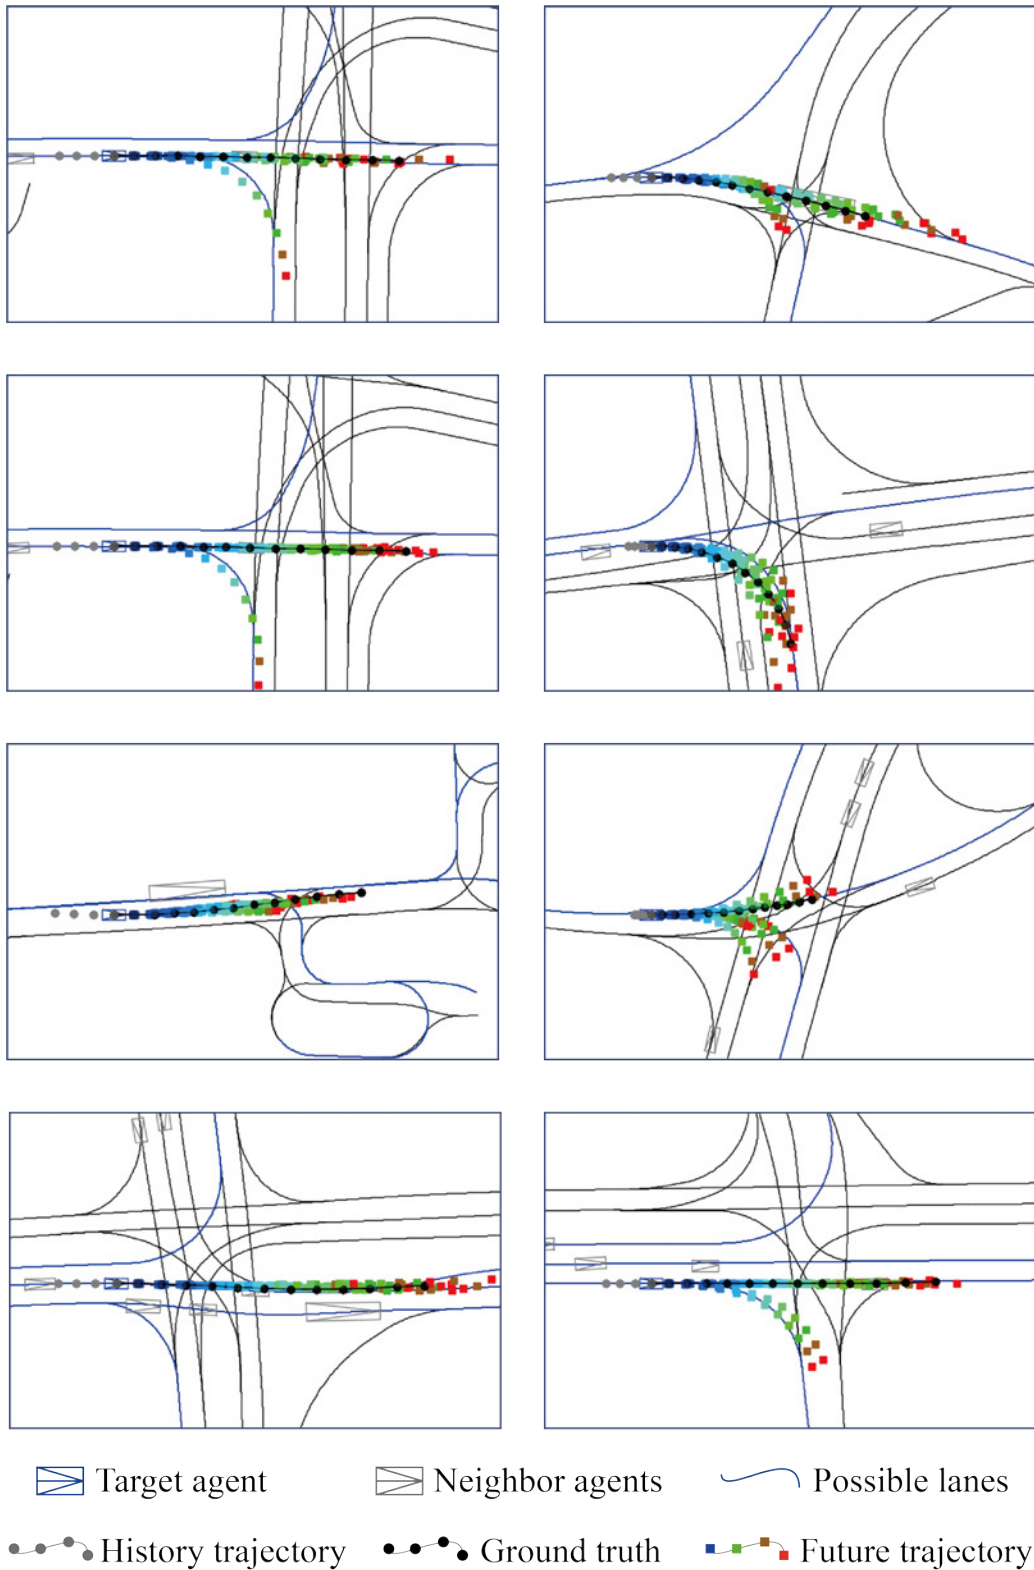 Target agent Neighbor agents Possible lanes
History trajectory Ground truth Future trajectory